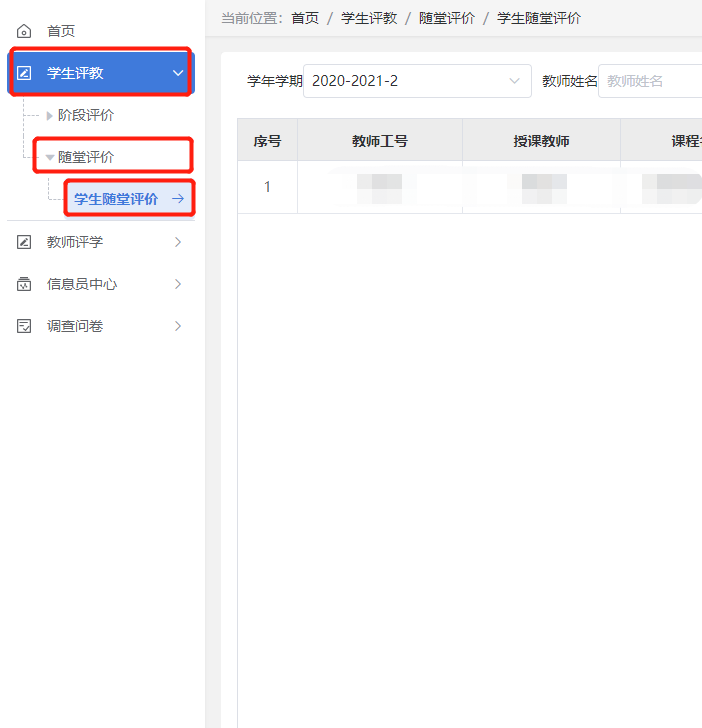 首页
学生评教
阶段评价
随堂评价
学生随堂评价
教师评学
信息员中心
调查问卷
当前位置： 首页 / 学生评教 / 随堂评价 / 学生随堂评价
学年学期 2020-2021-2 教师姓名 教师姓名
序号 教师工号 授课教师 课程
1